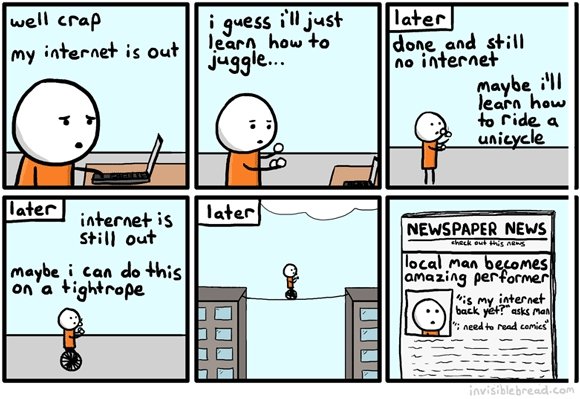 well crap
my internet is out
i guess i'll just
learn how to
juggle...
later
done and still
no internet
maybe i'll
learn how
to ride a
unicycle
later
internet is
still out
maybe i can do this
on a tightrope
later
NEWSPAPER NEWS
check out this news
local man becomes
amazing performer
"is my internet
back yet?" asks man
"i need to read comics"
invisiblebread.com